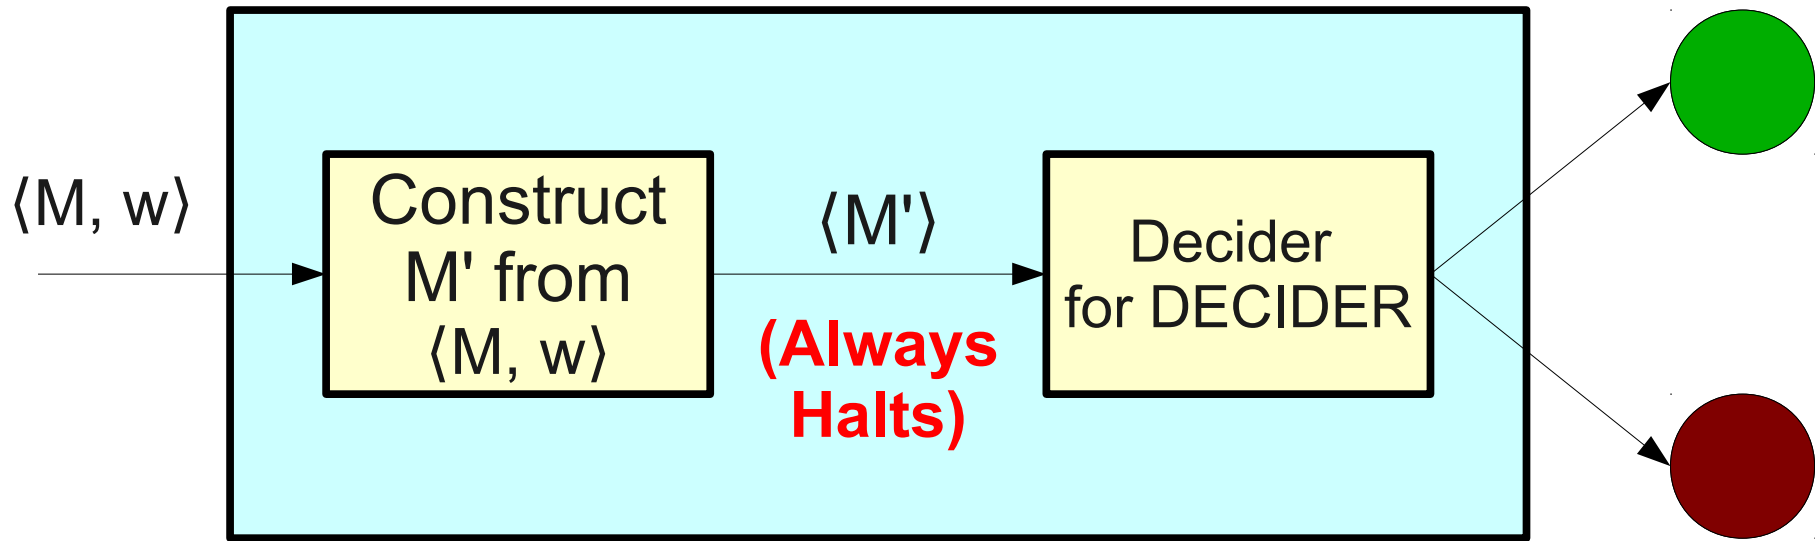 ⟨M, w⟩
Construct
M' from
⟨M, w⟩
⟨M'⟩
(Always
Halts)
Decider
for DECIDER